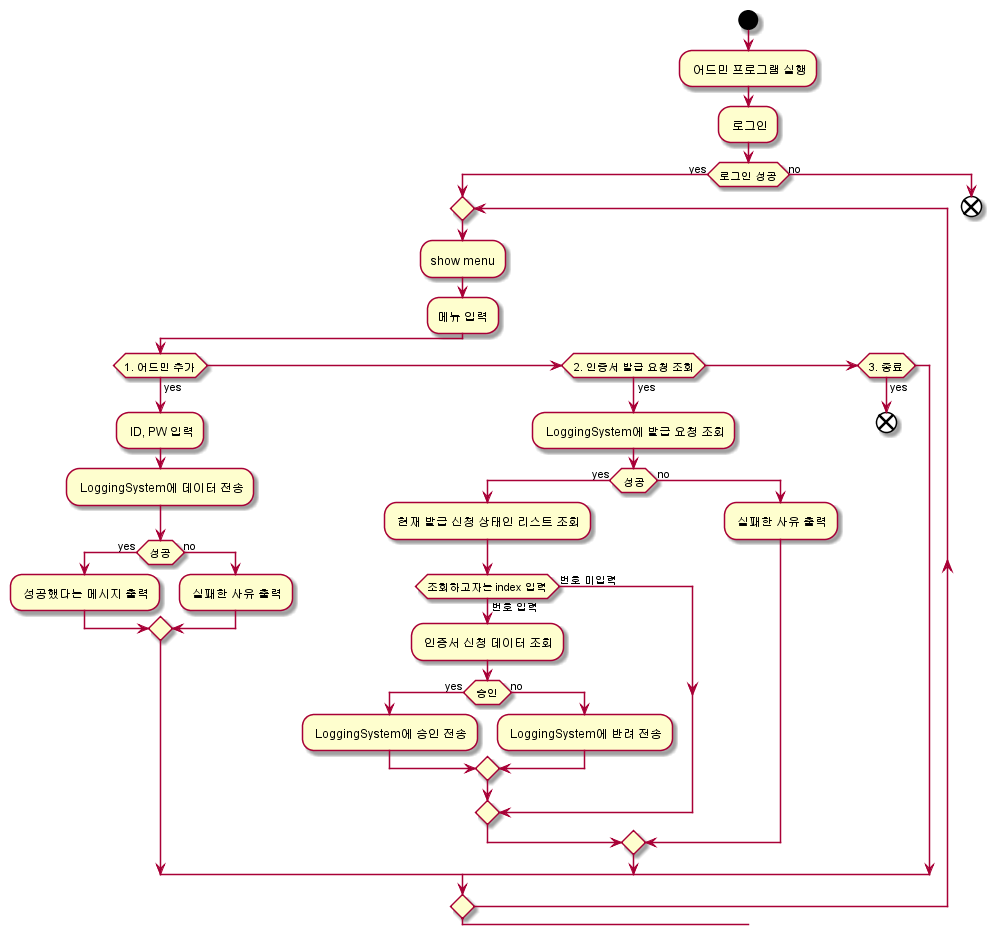 어드민 프로그램 실행
로그인
yes
로그인 성공
no
show menu
메뉴 입력
1. 어드민 추가
yes
ID, PW 입력
LoggingSystem에 데이터 전송
yes
성공
no
성공했다는 메시지 출력
실패한 사유 출력
2. 인증서 발급 요청 조회
yes
LoggingSystem에 발급 요청 조회
yes
성공
no
현재 발급 신청 상태인 리스트 조회
실패한 사유 출력
조회하고자는 index 입력
번호 미입력
번호 입력
인증서 신청 데이터 조회
yes
승인
no
LoggingSystem에 승인 전송
LoggingSystem에 반려 전송
3. 종료
yes